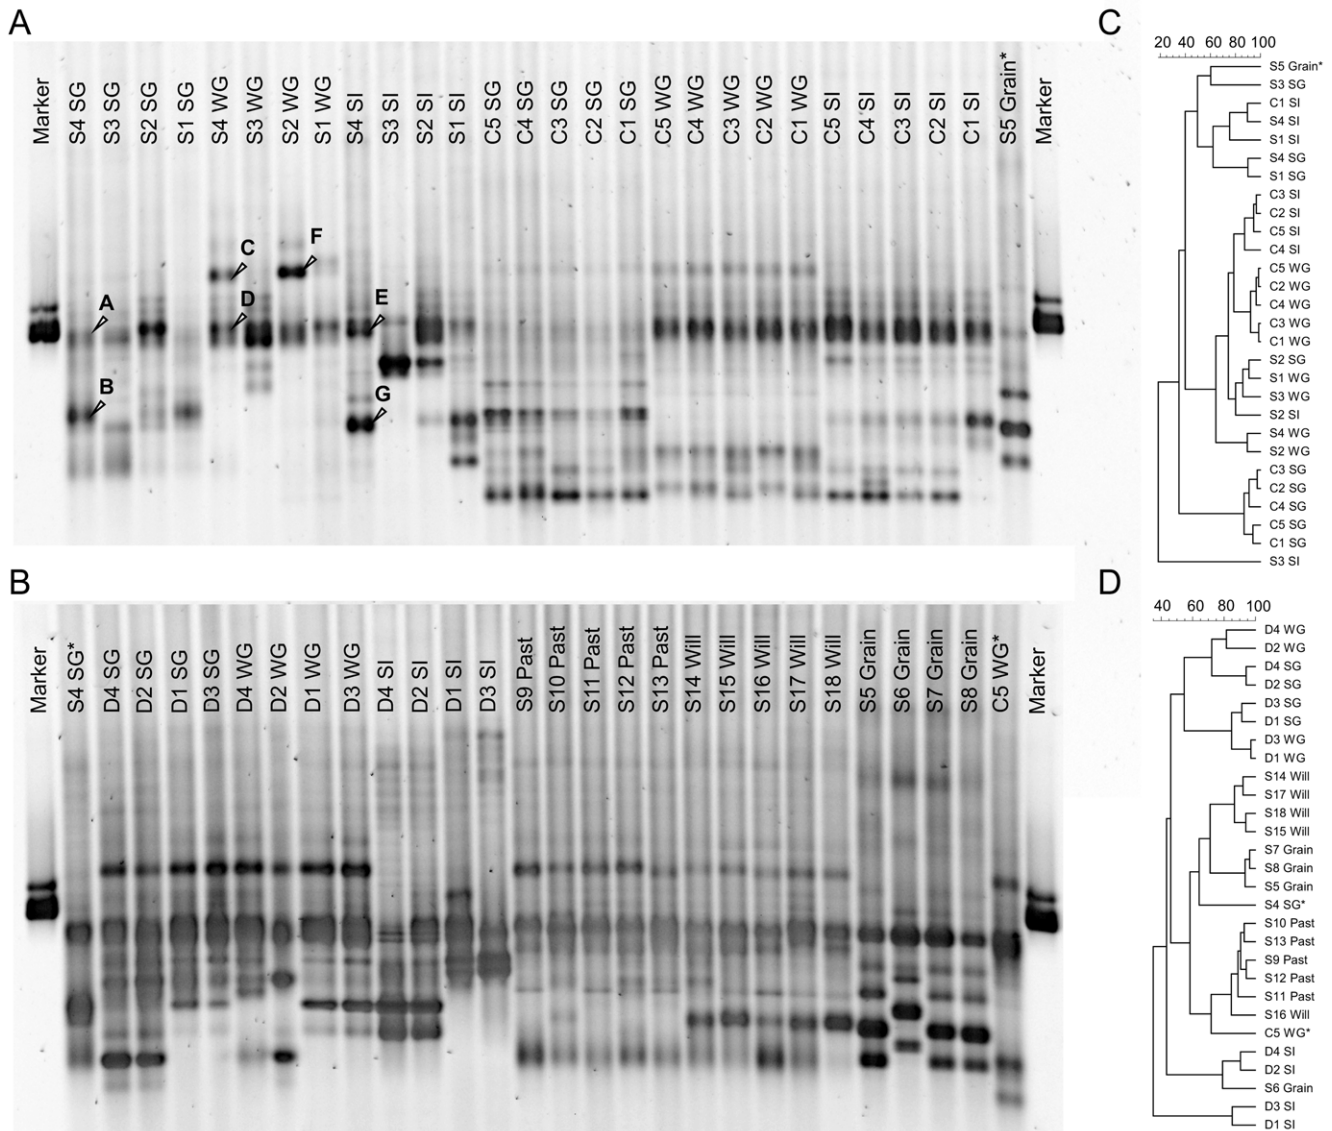 A
Marker
S4 SG
S3 SG
S2 SG
S1 SG
S4 WG
S3 WG
S2 WG
S1 WG
S4 SI
S3 SI
S2 SI
S1 SI
C5 SG
C4 SG
C3 SG
C2 SG
C1 SG
C5 WG
C4 WG
C3 WG
C2 WG
C1 WG
C5 SI
C4 SI
C3 SI
C2 SI
C1 SI
S5 Grain*
Marker
C
F
A
D
E
B
G
C
20 40 60 80 100
S5 Grain*
S3 SG
C1 SI
S4 SI
S1 SI
S4 SG
S1 SG
C3 SI
C2 SI
C5 SI
C4 SI
C5 WG
C2 WG
C4 WG
C3 WG
C1 WG
S2 SG
S1 WG
S3 WG
S2 SI
S4 WG
S2 WG
C3 SG
C2 SG
C4 SG
C5 SG
C1 SG
S3 SI
B
Marker
S4 SG*
D4 SG
D2 SG
D1 SG
D3 SG
D4 WG
D2 WG
D1 WG
D3 WG
D4 SI
D2 SI
D1 SI
D3 SI
S9 Past
S10 Past
S11 Past
S12 Past
S13 Past
S14 Will
S15 Will
S16 Will
S17 Will
S18 Will
S5 Grain
S6 Grain
S7 Grain
S8 Grain
C5 WG*
Marker
D
40 60 80 100
D4 WG
D2 WG
D4 SG
D2 SG
D3 SG
D1 SG
D3 WG
D1 WG
S14 Will
S17 Will
S18 Will
S15 Will
S7 Grain
S8 Grain
S5 Grain
S4 SG*
S10 Past
S13 Past
S9 Past
S12 Past
S11 Past
S16 Will
C5 WG*
D4 SI
D2 SI
S6 Grain
D3 SI
D1 SI